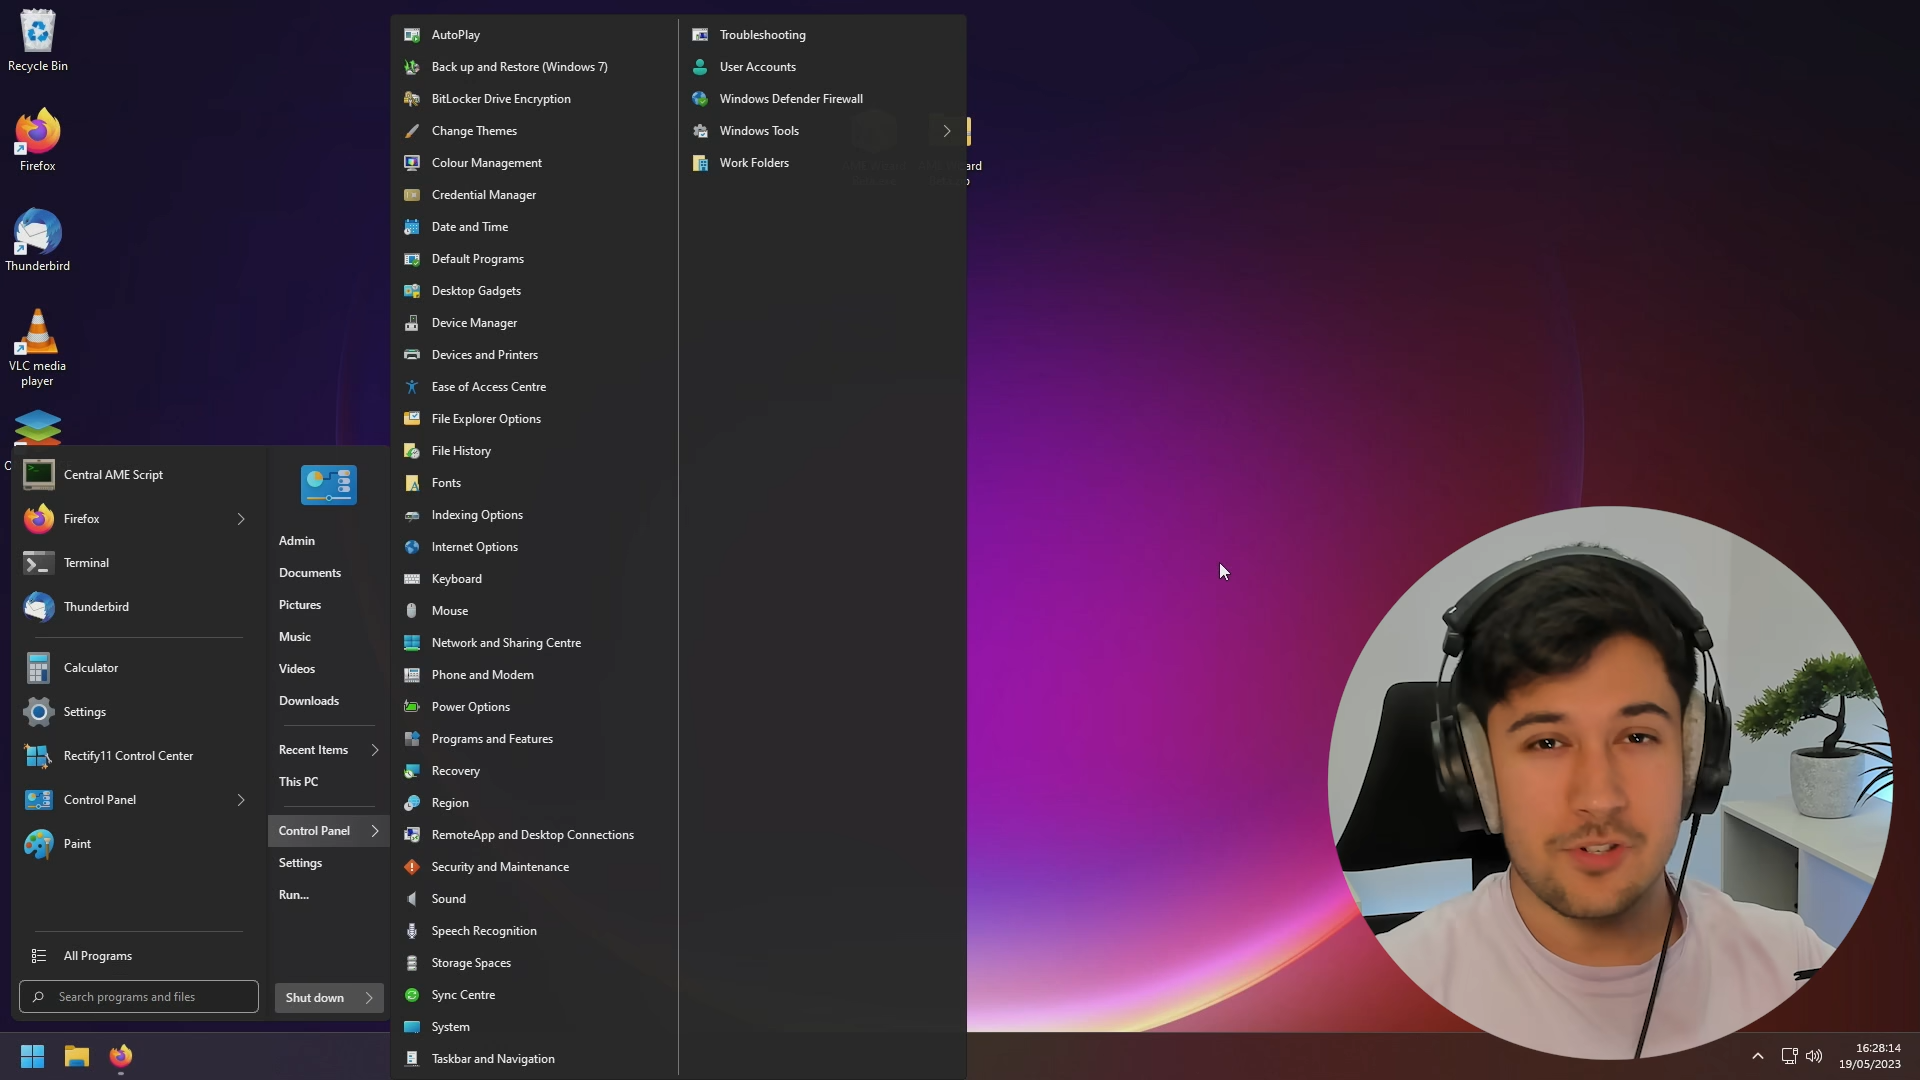 Recycle Bin
Firefox
Thunderbird
VLC media
player
Central AME Script
Firefox
Terminal
Thunderbird
Calculator
Settings
Rectify11 Control Center
Control Panel
Paint
All Programs
Search programs and files
Admin
Documents
Pictures
Music
Videos
Downloads
Recent Items
This PC
Control Panel
Settings
Run...
Shut down
AutoPlay
Back up and Restore (Windows 7)
BitLocker Drive Encryption
Change Themes
Colour Management
Credential Manager
Date and Time
Default Programs
Desktop Gadgets
Device Manager
Devices and Printers
Ease of Access Centre
File Explorer Options
File History
Fonts
Indexing Options
Internet Options
Keyboard
Mouse
Network and Sharing Centre
Phone and Modem
Power Options
Programs and Features
Recovery
Region
RemoteApp and Desktop Connections
Security and Maintenance
Sound
Speech Recognition
Storage Spaces
Sync Centre
System
Taskbar and Navigation
Troubleshooting
User Accounts
Windows Defender Firewall
Windows Tools
Work Folders
16:28:14
19/05/2023